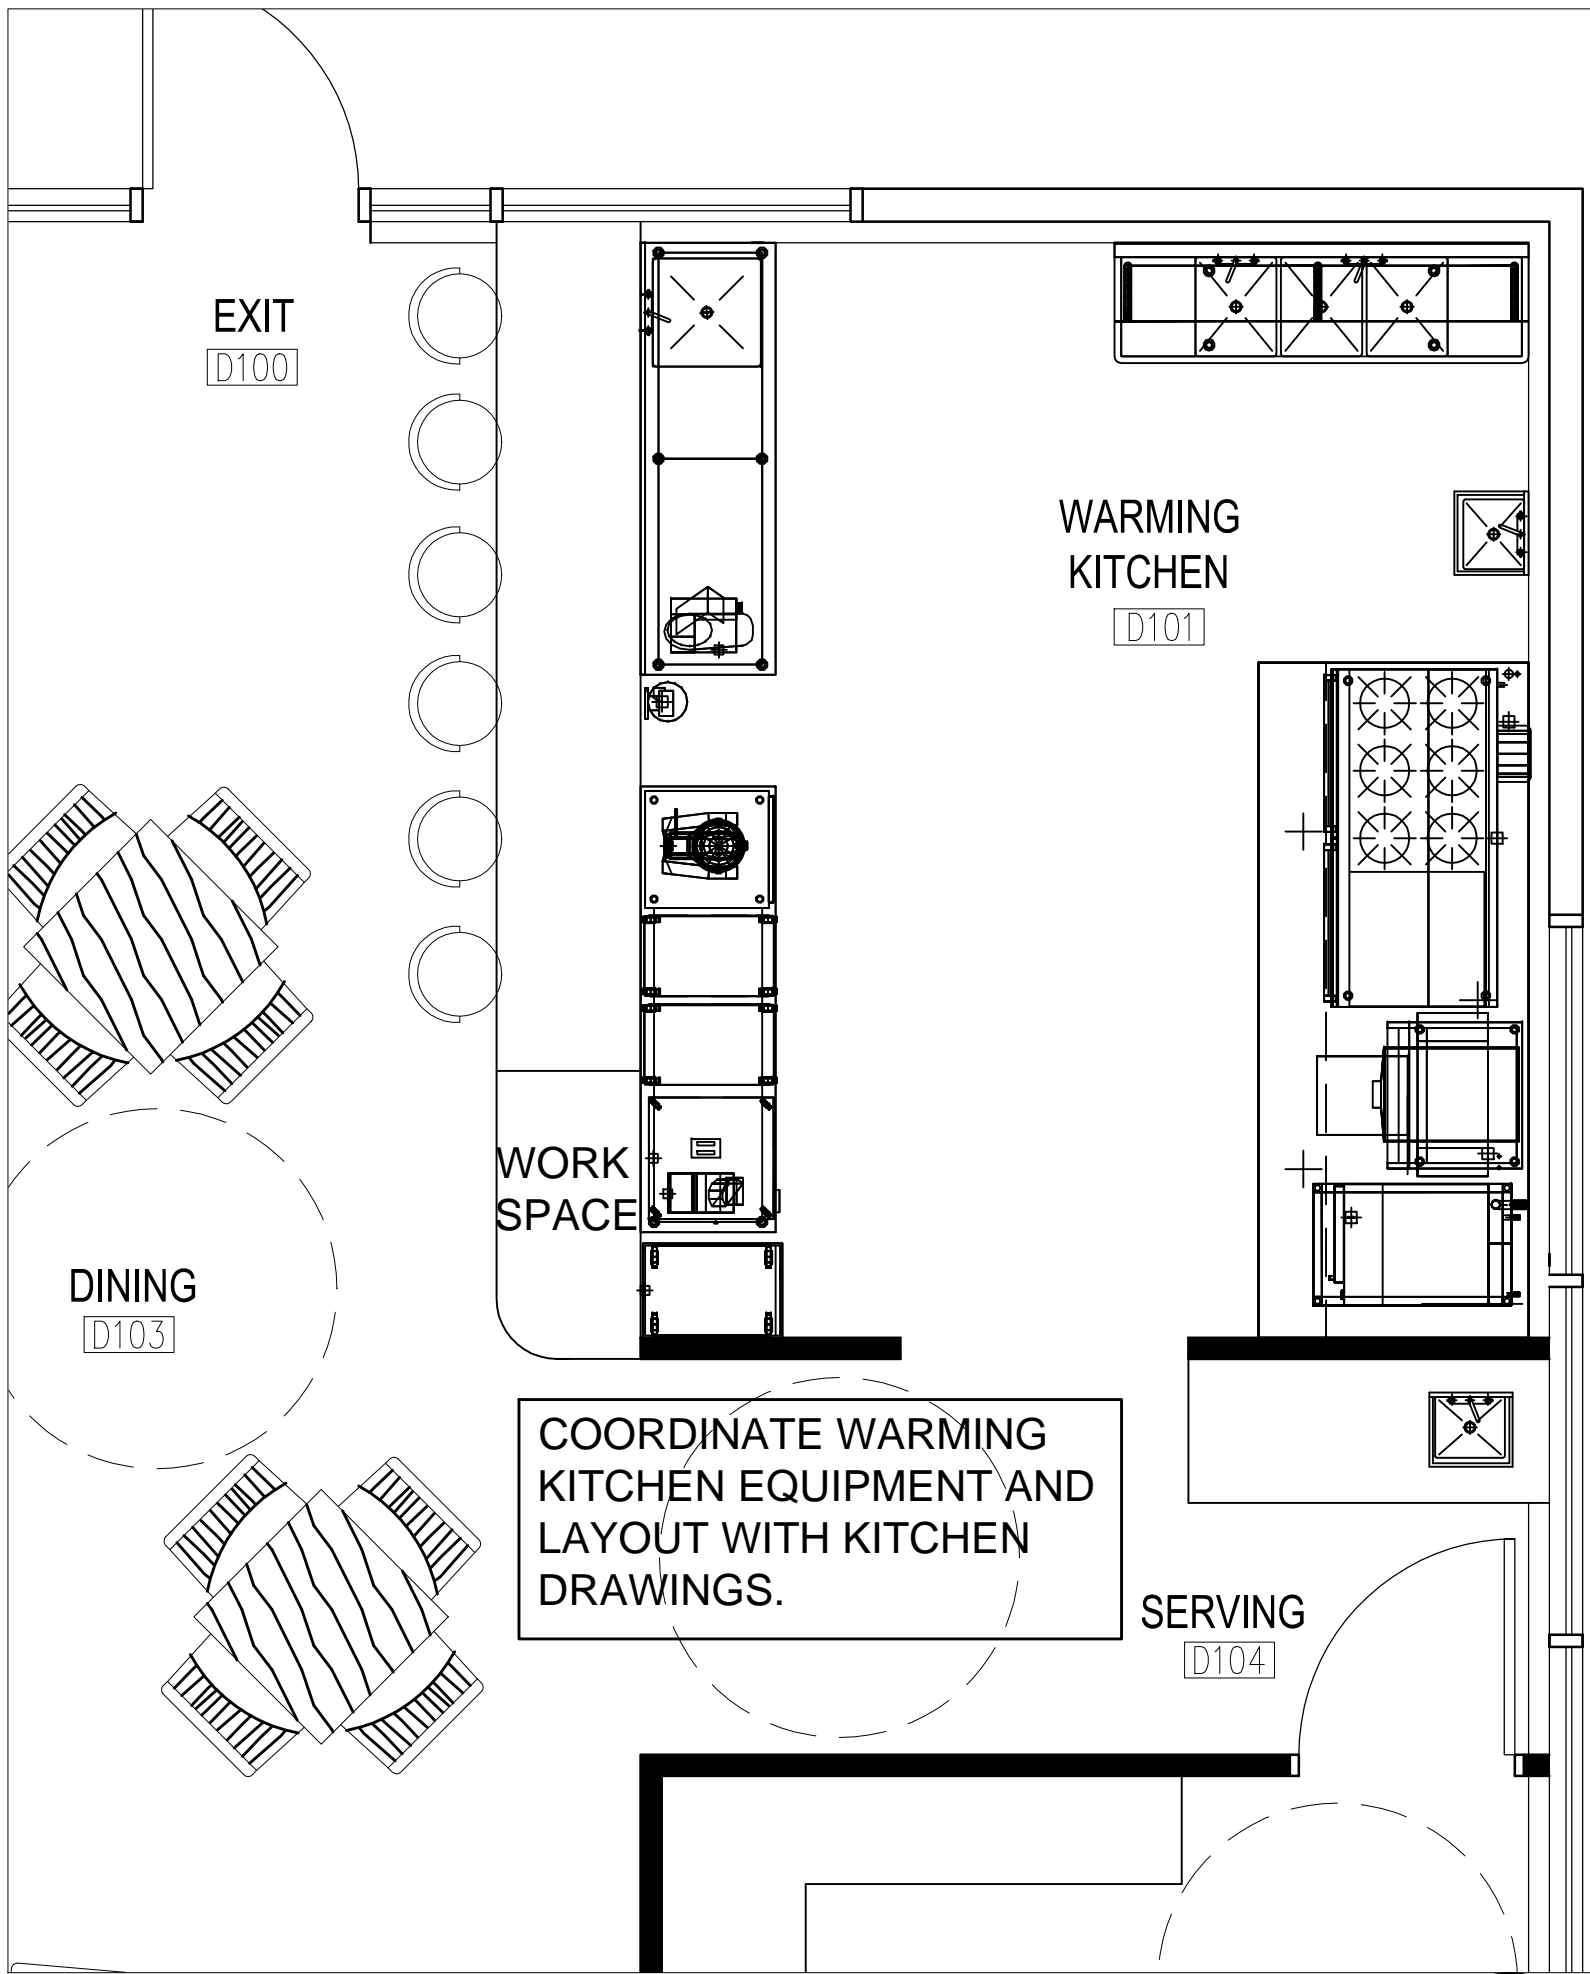 EXIT
D100
WARMING
KITCHEN
D101
WORK
SPACE
DINING
D103
COORDINATE WARMING
KITCHEN EQUIPMENT AND
LAYOUT WITH KITCHEN
DRAWINGS.
SERVING
D104